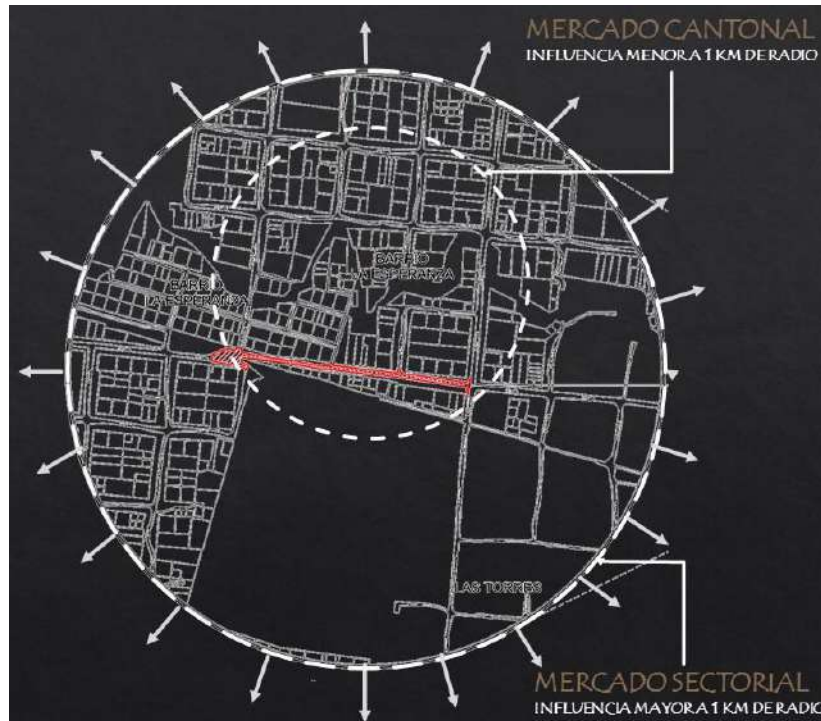 MERCADO CANTONAL
INFLUENCIA MENOR A 1 KM DE RADIO
BARRIO
LA ESPERANZA
BARRIO
LA ESPERANZA
LAS TORRES
MERCADO SECTORIAL
INFLUENCIA MAYOR A 1 KM DE RADIO